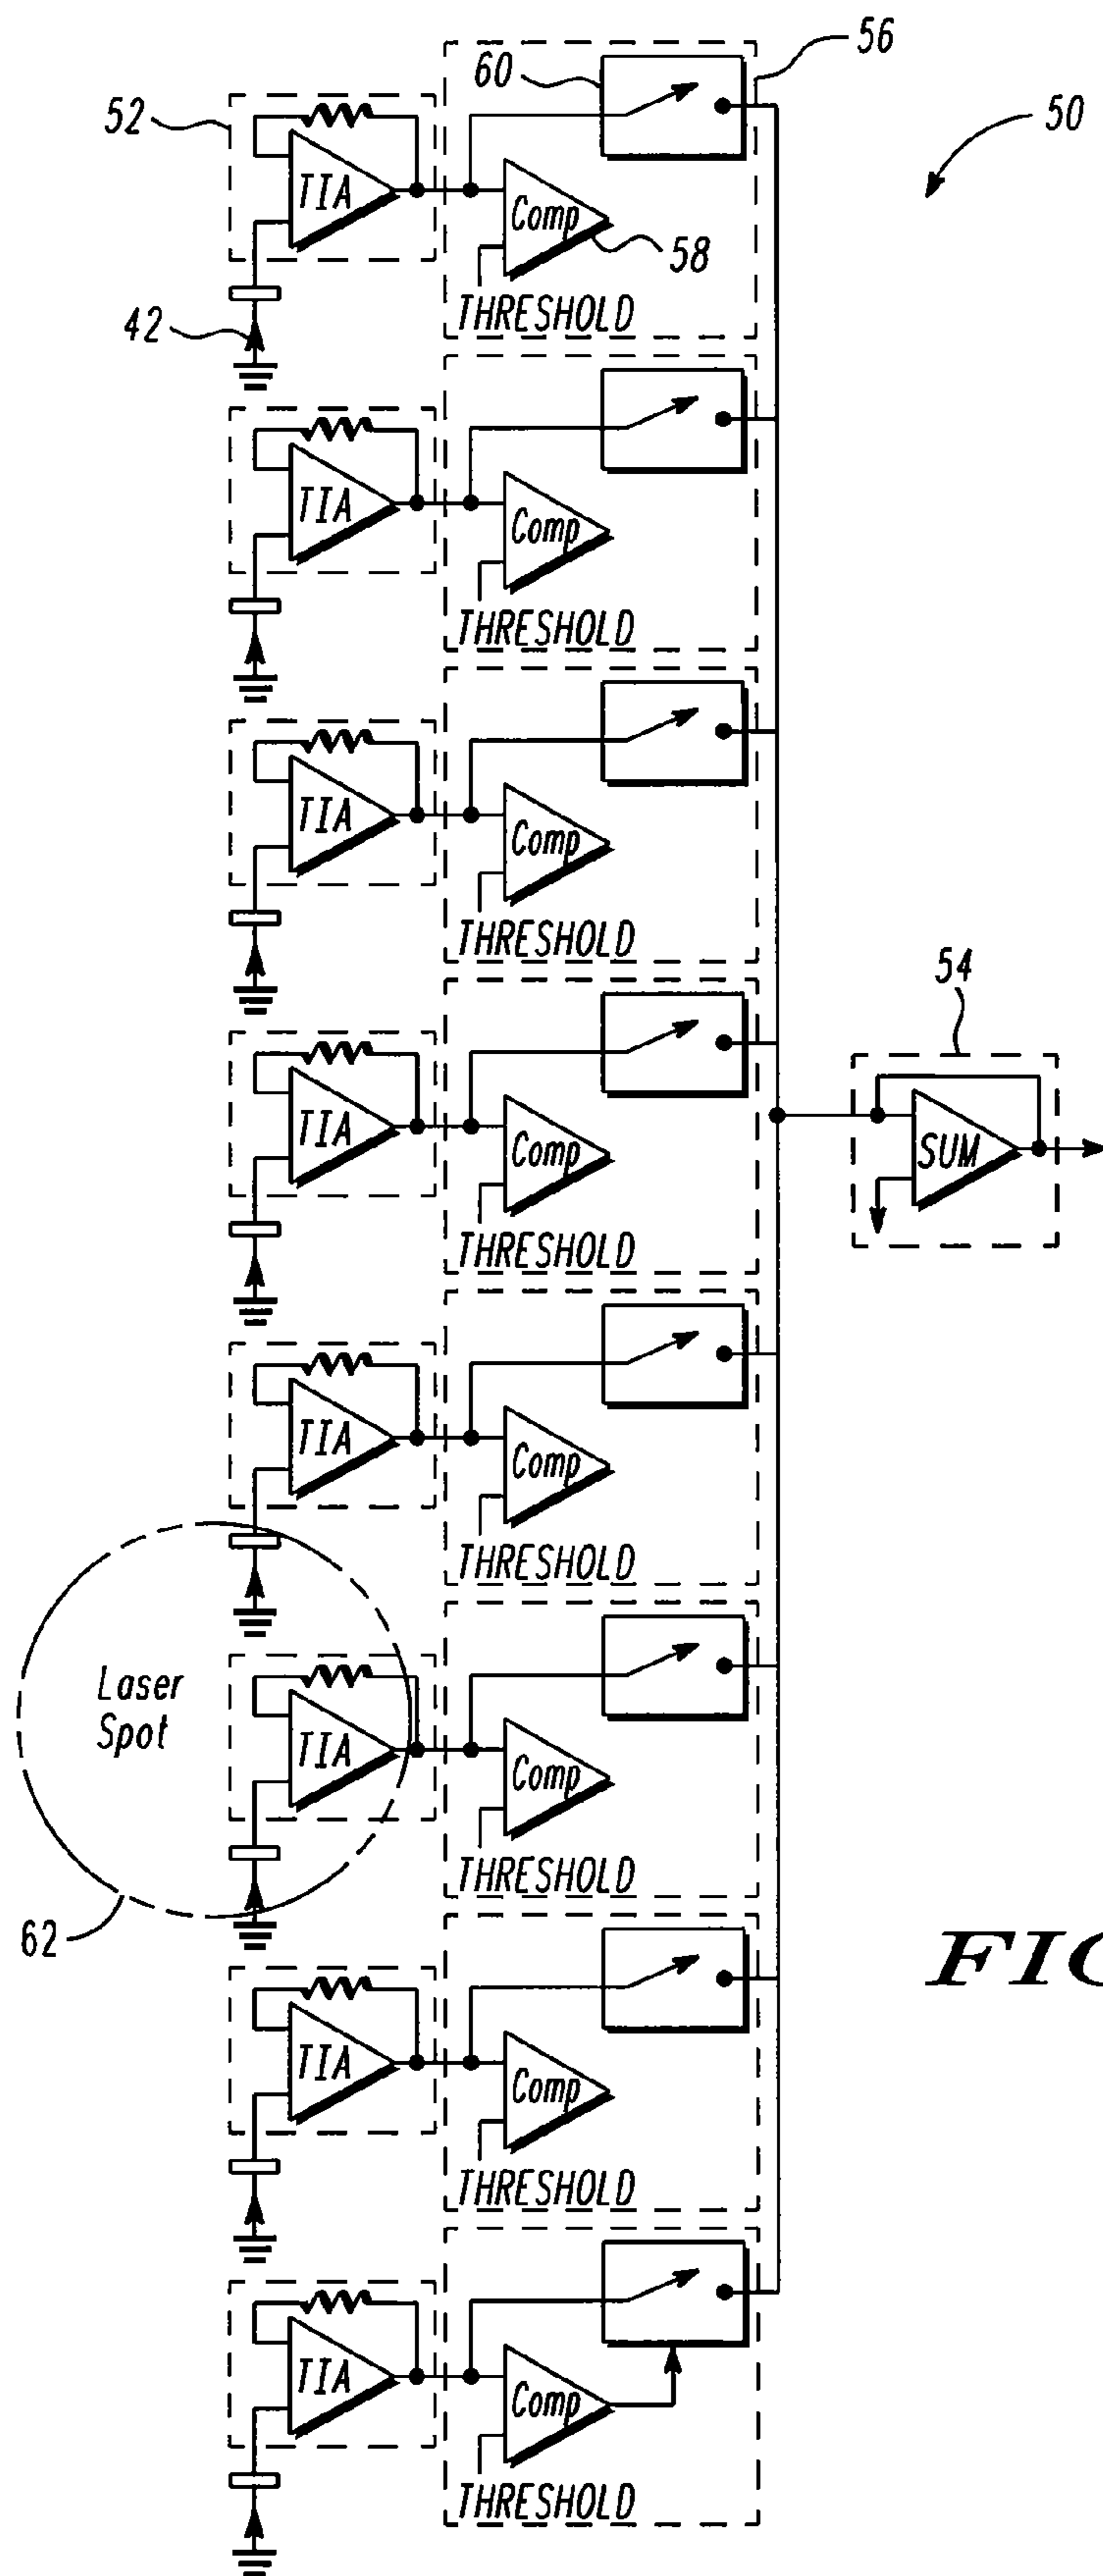 56
60
52
50
TIA
Comp
58
THRESHOLD
42
TIA
Comp
THRESHOLD
TIA
Comp
THRESHOLD
54
TIA
Comp
SUM
THRESHOLD
TIA
Comp
THRESHOLD
Laser
Spot
TIA
Comp
THRESHOLD
62
FIG
TIA
Comp
THRESHOLD
TIA
Comp
THRESHOLD